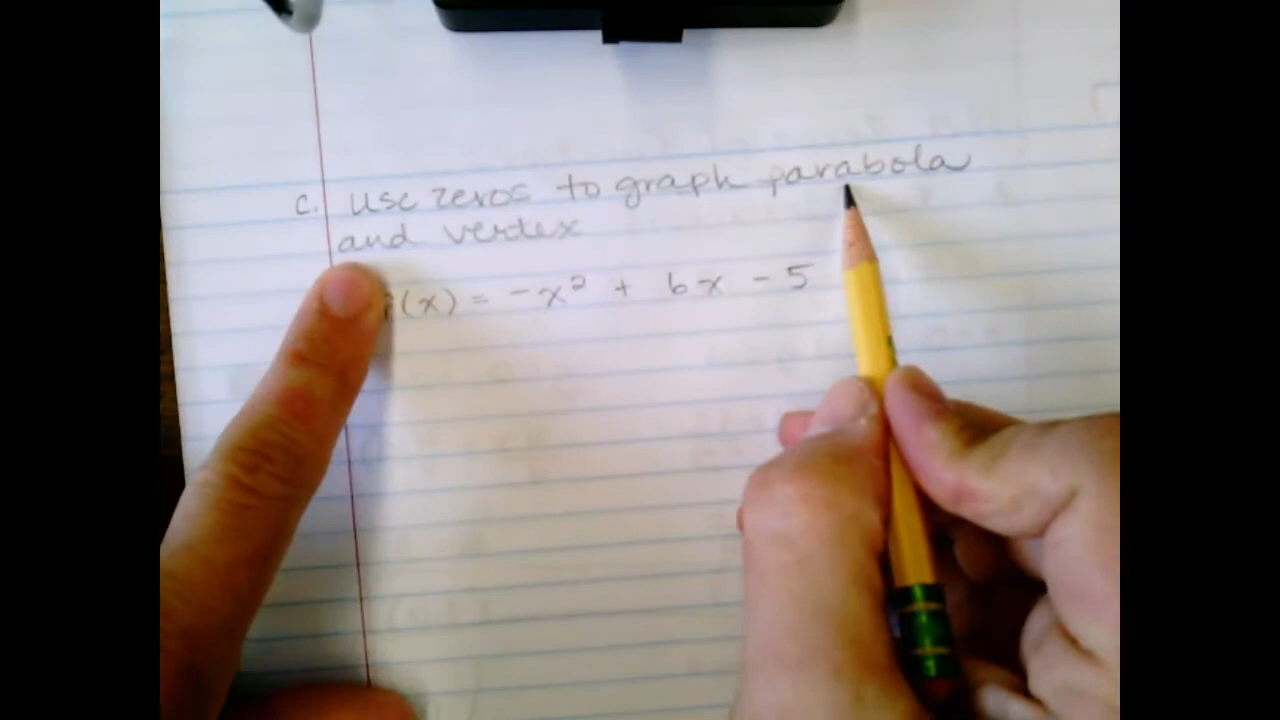 c. use zeros to graph parabola
and vertex
f(x) = -x² + 6x - 5